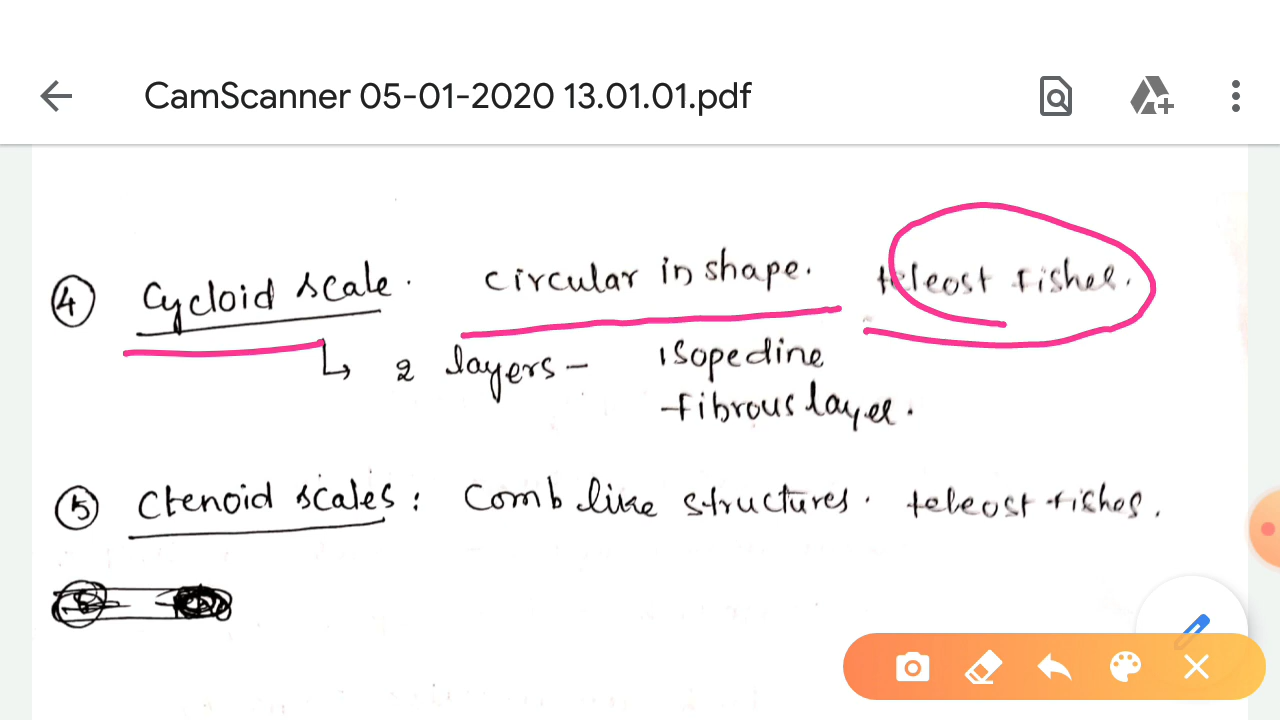 CamScanner 05-01-2020 13.01.01.pdf
④ Cycloid scale. circular in shape. teleost fishes.
↳ 2 layers - isopedine
fibrous layer.
⑤ Ctenoid scales: Comb like structures. teleost fishes.